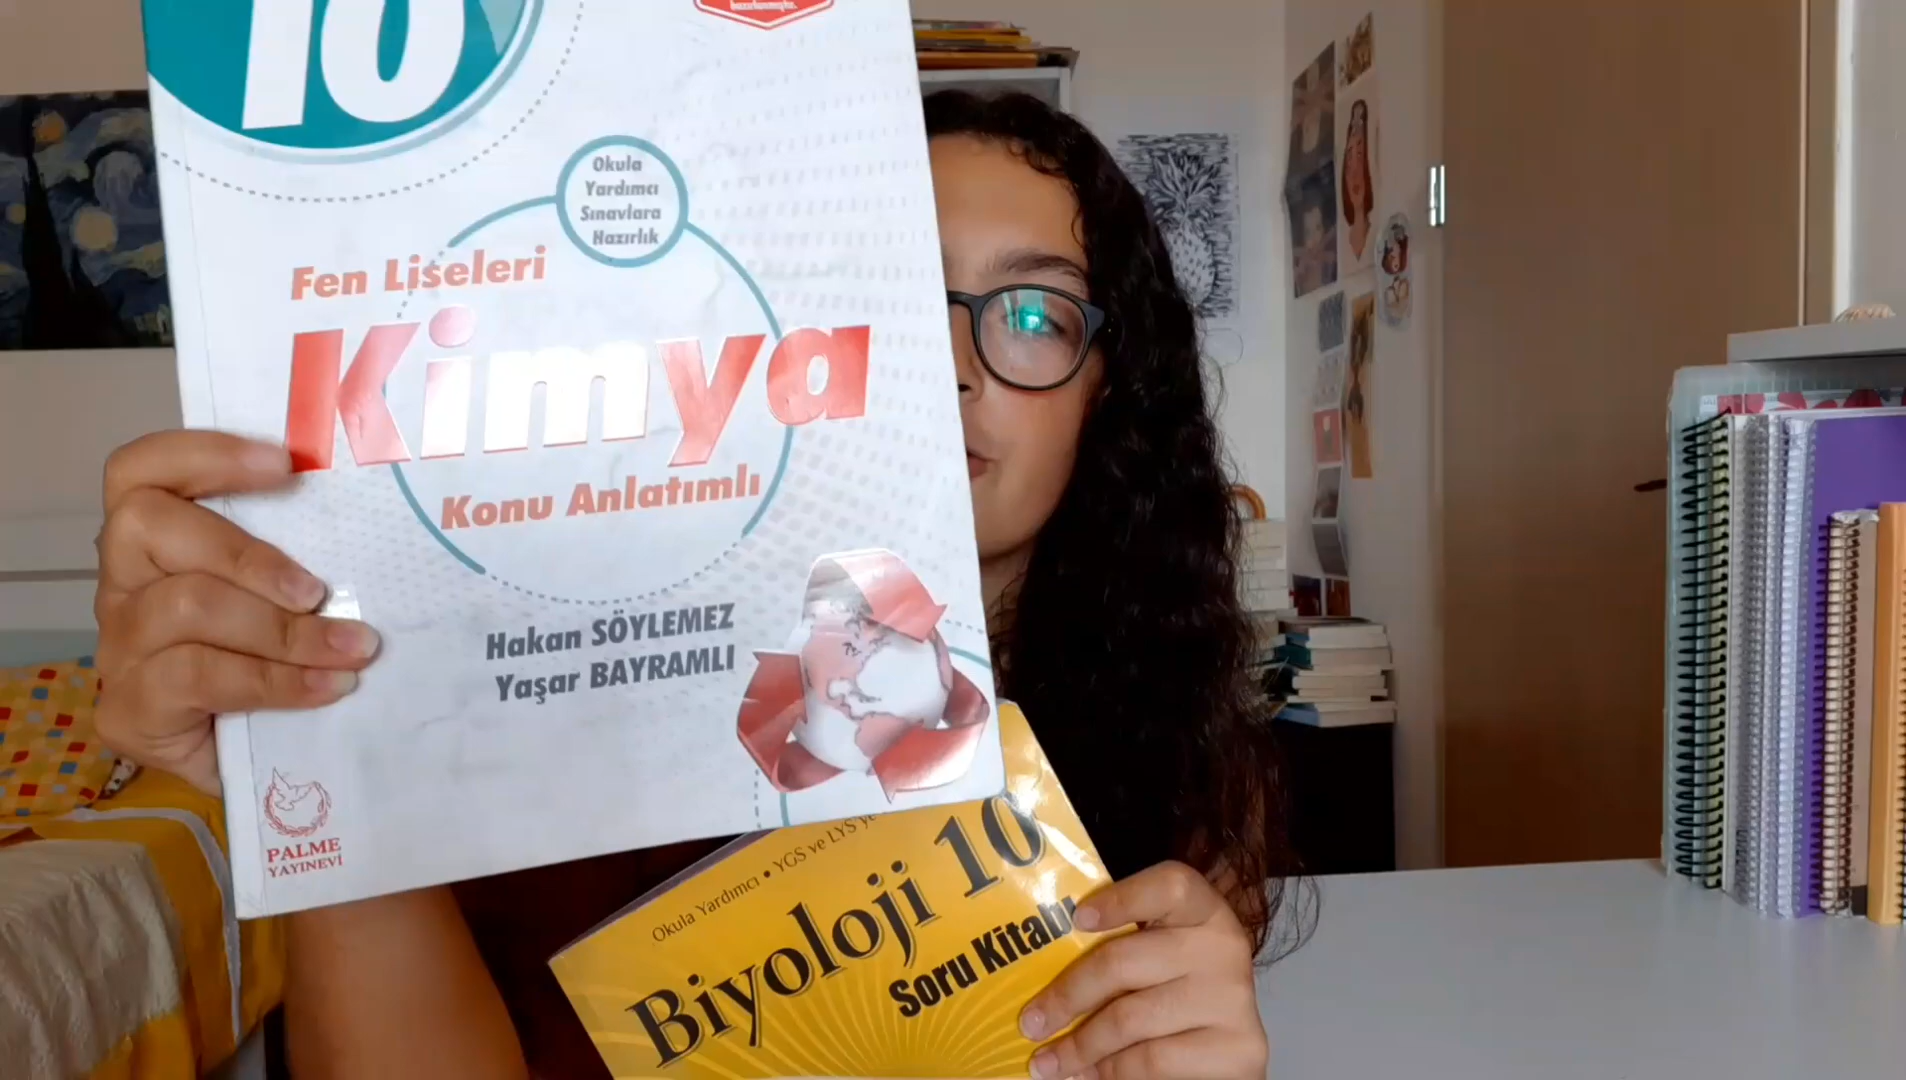 10
Okula
Yardımcı
Sınavlara
Hazırlık
Fen Liseleri
Kimya
Konu Anlatımlı
Hakan SÖYLEMEZ
Yaşar BAYRAMLI
PALME
YAYINEVİ
Okula Yardımcı • YGS ve LYS'ye
Biyoloji 10
Soru Kitabı